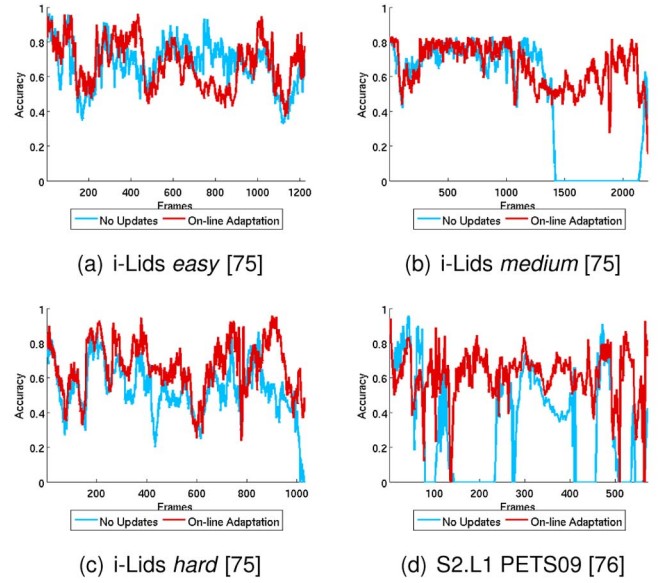 1
0.8
0.6
0.4
0.2
0
Accuracy
200 400 600 800 1000 1200
Frames
No Updates On-line Adaptation
(a) i-Lids easy [75]
1
0.8
0.6
0.4
0.2
0
Accuracy
500 1000 1500 2000
Frames
No Updates On-line Adaptation
(b) i-Lids medium [75]
1
0.8
0.6
0.4
0.2
0
Accuracy
200 400 600 800 1000
Frames
No Updates On-line Adaptation
(c) i-Lids hard [75]
1
0.8
0.6
0.4
0.2
0
Accuracy
100 200 300 400 500
Frames
No Updates On-line Adaptation
(d) S2.L1 PETS09 [76]